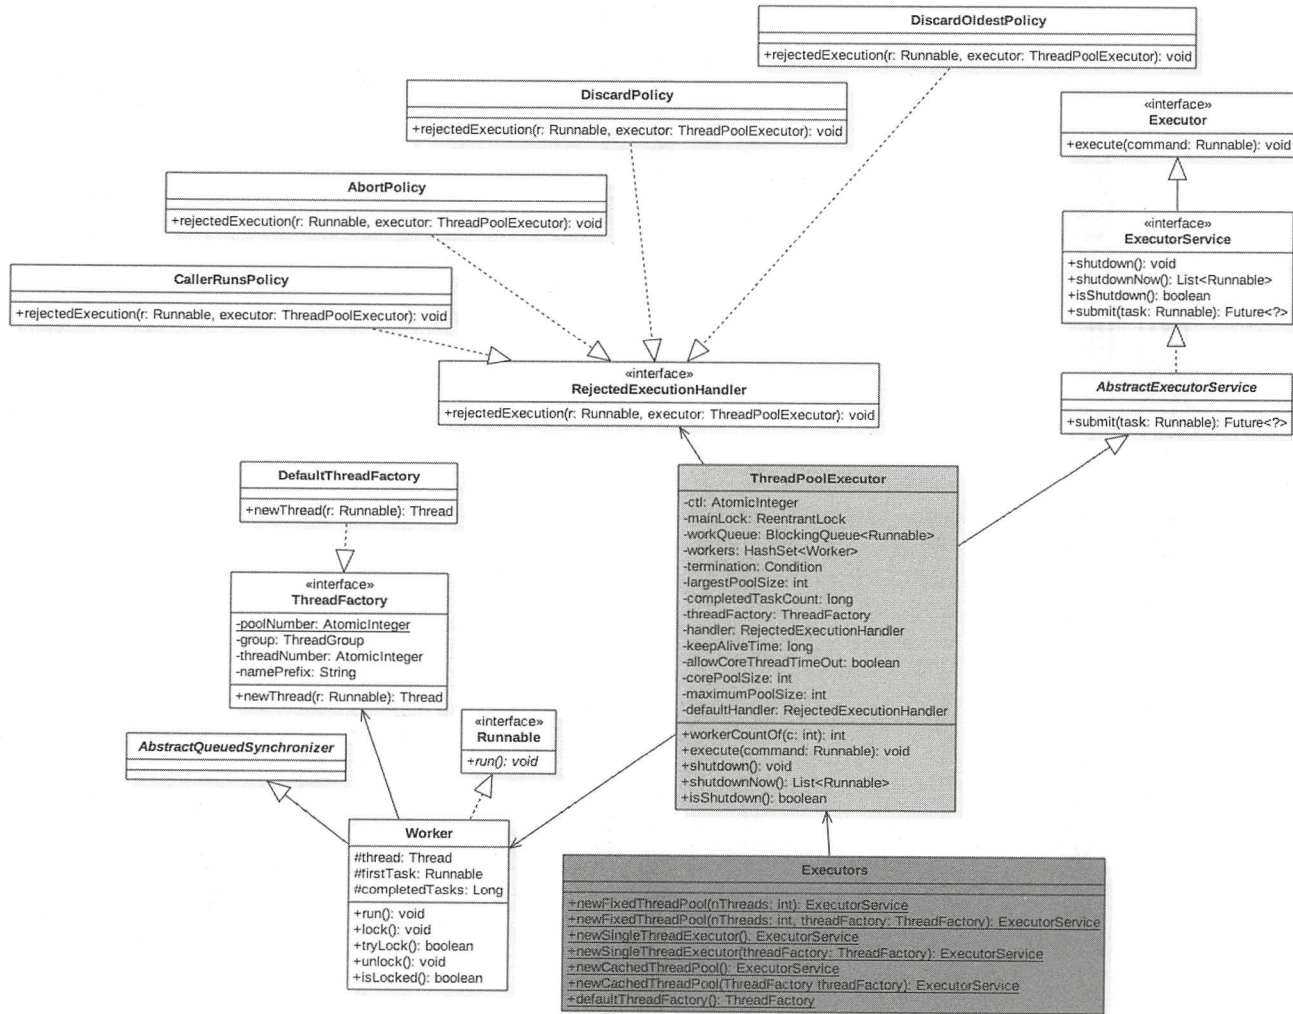 DiscardOldestPolicy
+rejectedExecution(r: Runnable, executor: ThreadPoolExecutor): void
DiscardPolicy
+rejectedExecution(r: Runnable, executor: ThreadPoolExecutor): void
«interface»
Executor
+execute(command: Runnable): void
AbortPolicy
+rejectedExecution(r: Runnable, executor: ThreadPoolExecutor): void
«interface»
ExecutorService
+shutdown(): void
+shutdownNow(): List<Runnable>
+isShutdown(): boolean
+submit(task: Runnable): Future<?>
CallerRunsPolicy
+rejectedExecution(r: Runnable, executor: ThreadPoolExecutor): void
«interface»
RejectedExecutionHandler
+rejectedExecution(r: Runnable, executor: ThreadPoolExecutor): void
AbstractExecutorService
+submit(task: Runnable): Future<?>
DefaultThreadFactory
+newThread(r: Runnable): Thread
ThreadPoolExecutor
-ctl: AtomicInteger
-mainLock: ReentrantLock
-workQueue: BlockingQueue<Runnable>
-workers: HashSet<Worker>
-termination: Condition
-largestPoolSize: int
-completedTaskCount: long
-threadFactory: ThreadFactory
-handler: RejectedExecutionHandler
-keepAliveTime: long
-allowCoreThreadTimeOut: boolean
-corePoolSize: int
-maximumPoolSize: int
-defaultHandler: RejectedExecutionHandler
+workerCountOf(c: int): int
+execute(command: Runnable): void
+shutdown(): void
+shutdownNow(): List<Runnable>
+isShutdown(): boolean
«interface»
ThreadFactory
-poolNumber: AtomicInteger
-group: ThreadGroup
-threadNumber: AtomicInteger
-namePrefix: String
+newThread(r: Runnable): Thread
«interface»
Runnable
+run(): void
AbstractQueuedSynchronizer
Worker
#thread: Thread
#firstTask: Runnable
#completedTasks: Long
+run(): void
+lock(): void
+tryLock(): boolean
+unlock(): void
+isLocked(): boolean
Executors
+newFixedThreadPool(nThreads: int): ExecutorService
+newFixedThreadPool(nThreads: int, threadFactory: ThreadFactory): ExecutorService
+newSingleThreadExecutor(): ExecutorService
+newSingleThreadExecutor(threadFactory: ThreadFactory): ExecutorService
+newCachedThreadPool(): ExecutorService
+newCachedThreadPool(ThreadFactory threadFactory): ExecutorService
+defaultThreadFactory(): ThreadFactory